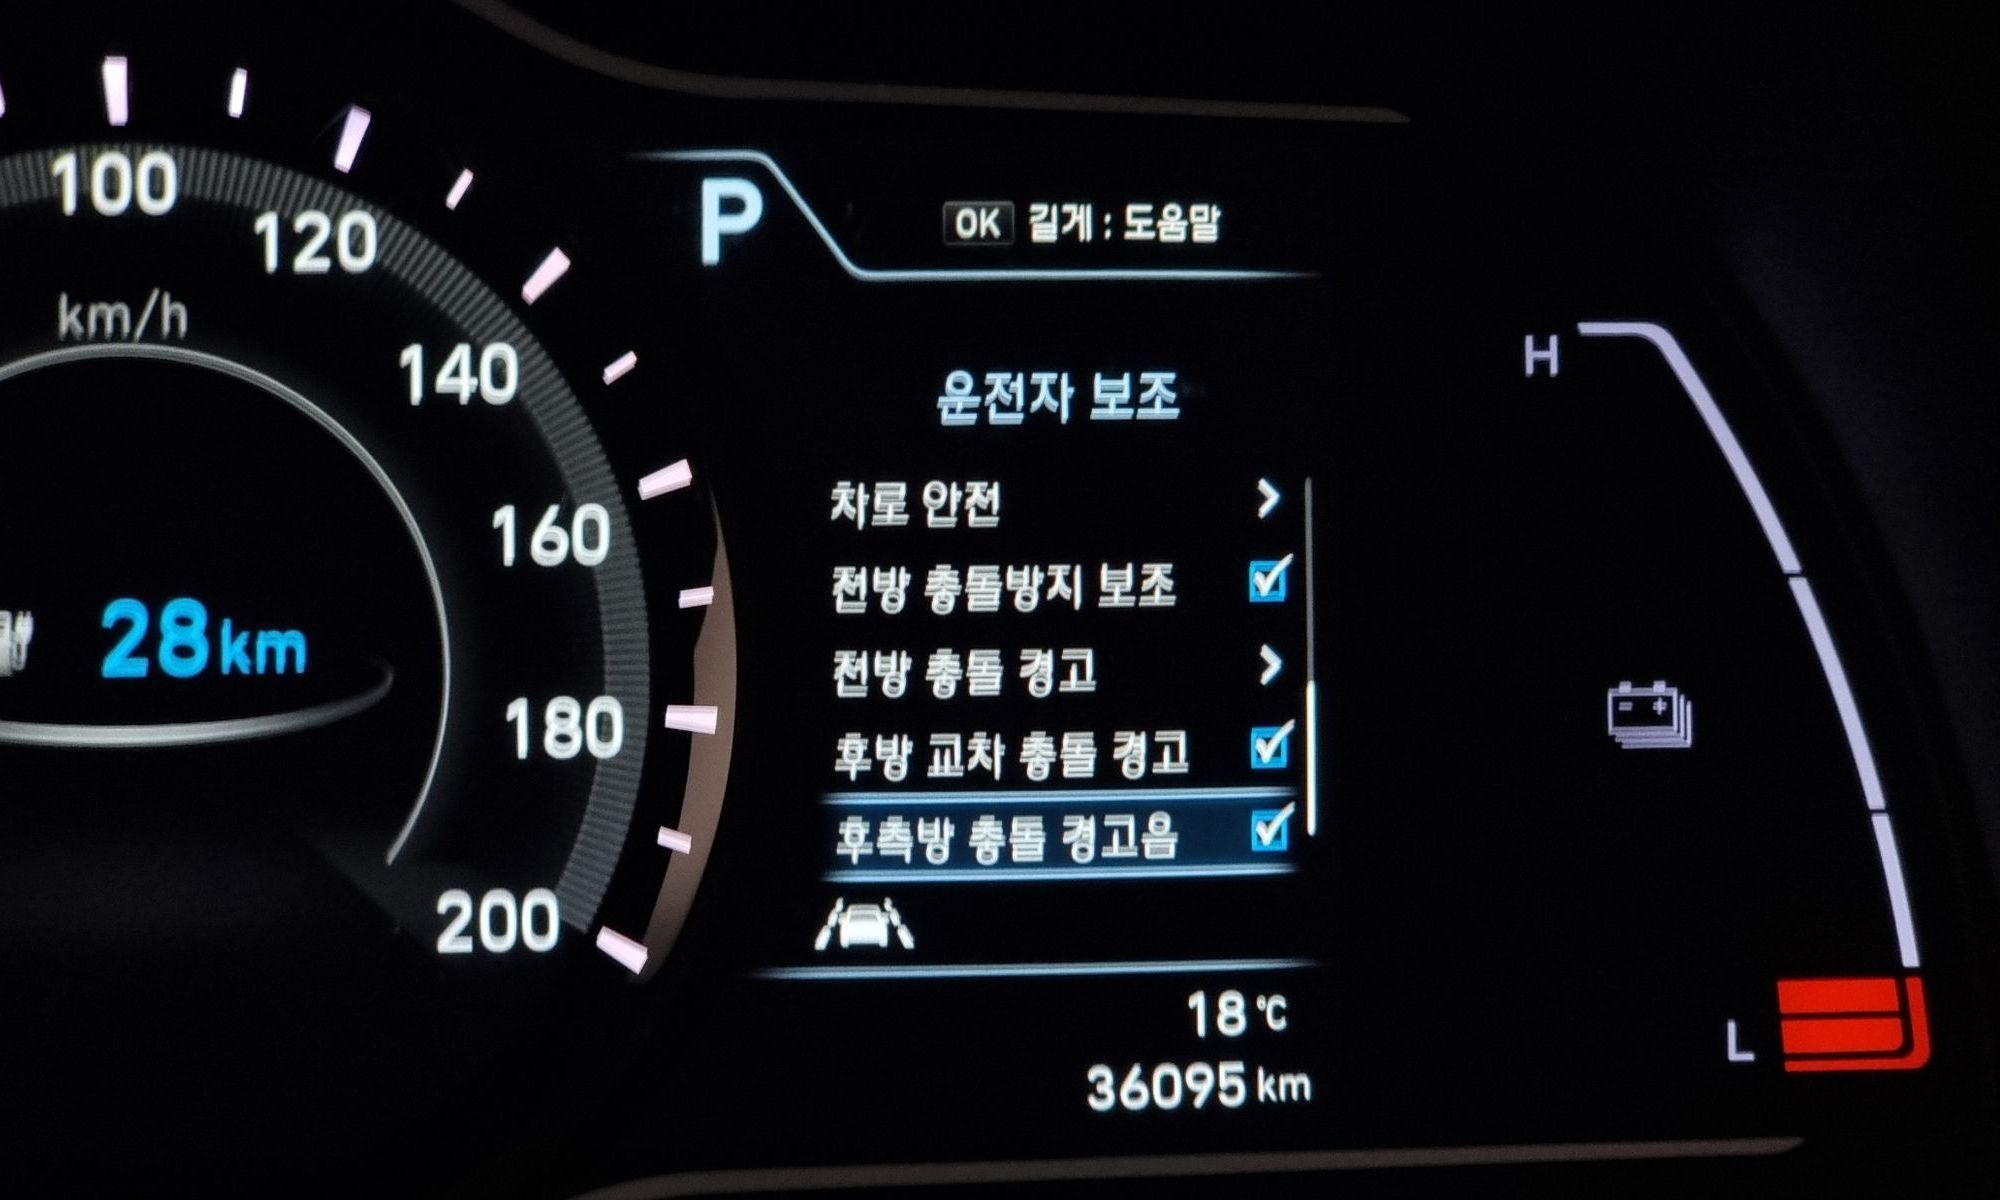 100
120
km/h
140
160
28 km
180
200
P
OK 길게 : 도움말
운전자 보조
차로 안전
전방 충돌방지 보조
전방 충돌 경고
후방 교차 충돌 경고
후측방 충돌 경고음
18 ℃
36095 km
H
- +
L